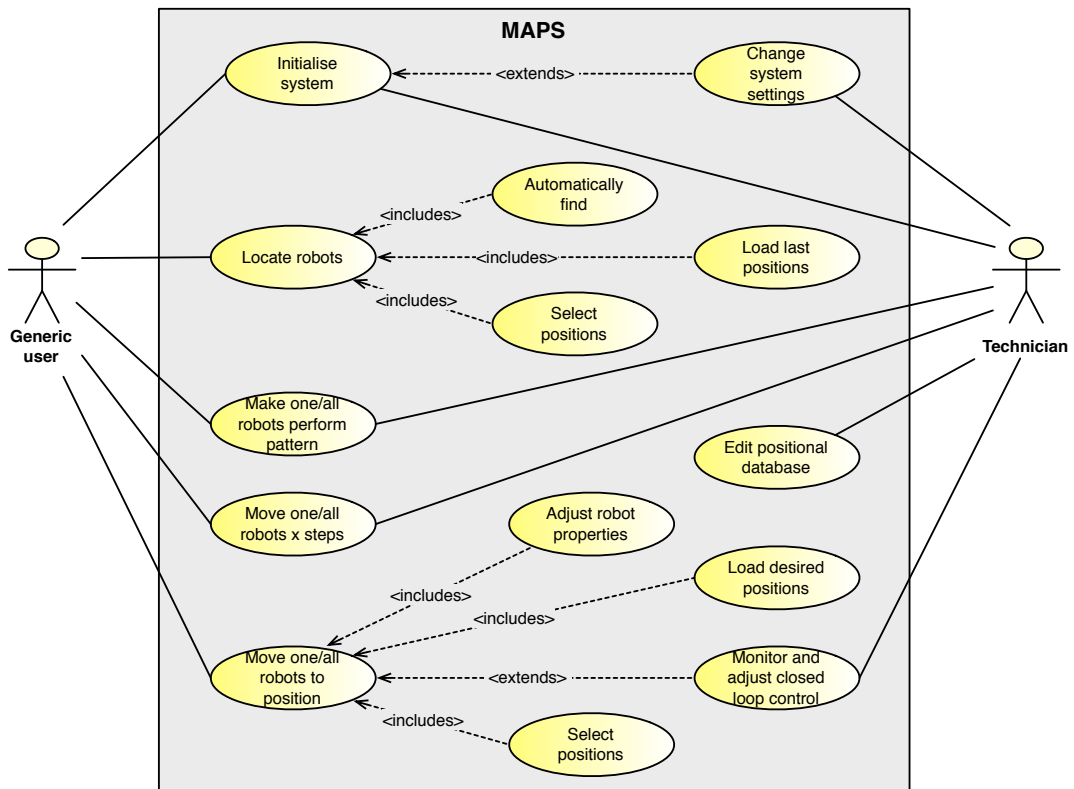 MAPS
Initialise
system
<extends>
Change
system
settings
Automatically
find
<includes>
Locate robots
<includes>
Load last
positions
<includes>
Select
positions
Generic
user
Technician
Make one/all
robots perform
pattern
Edit positional
database
Move one/all
robots x steps
Adjust robot
properties
Load desired
positions
<includes>
<includes>
Move one/all
robots to
position
<extends>
Monitor and
adjust closed
loop control
<includes>
Select
positions